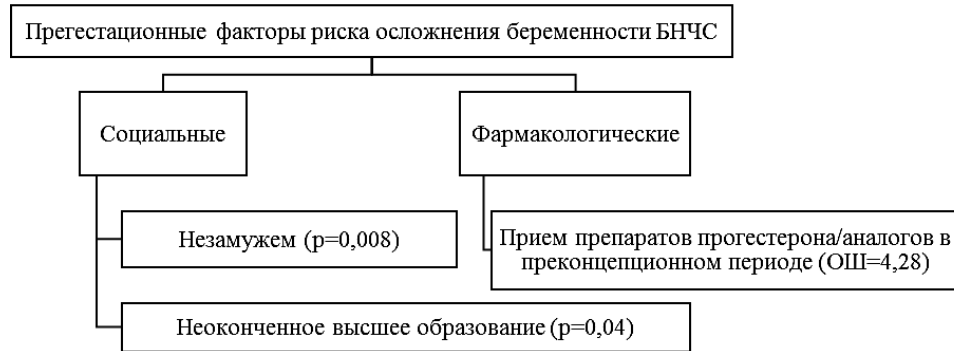 Прегестационные факторы риска осложнения беременности БНЧС
Социальные
Фармакологические
Незамужем (р=0,008)
Прием препаратов прогестерона/аналогов в
преконцепционном периоде (ОШ=4,28)
Неоконченное высшее образование (р=0,04)